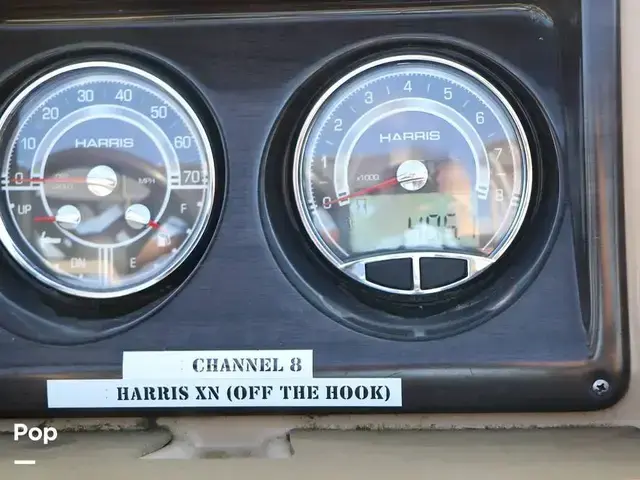 0 10 20 30 40 50 60 70
HARRIS
MPH
UP
DN
F
E
0 1 2 3 4 5 6 7 8
HARRIS
x1000
CHANNEL 8
HARRIS XN (OFF THE HOOK)
Pop